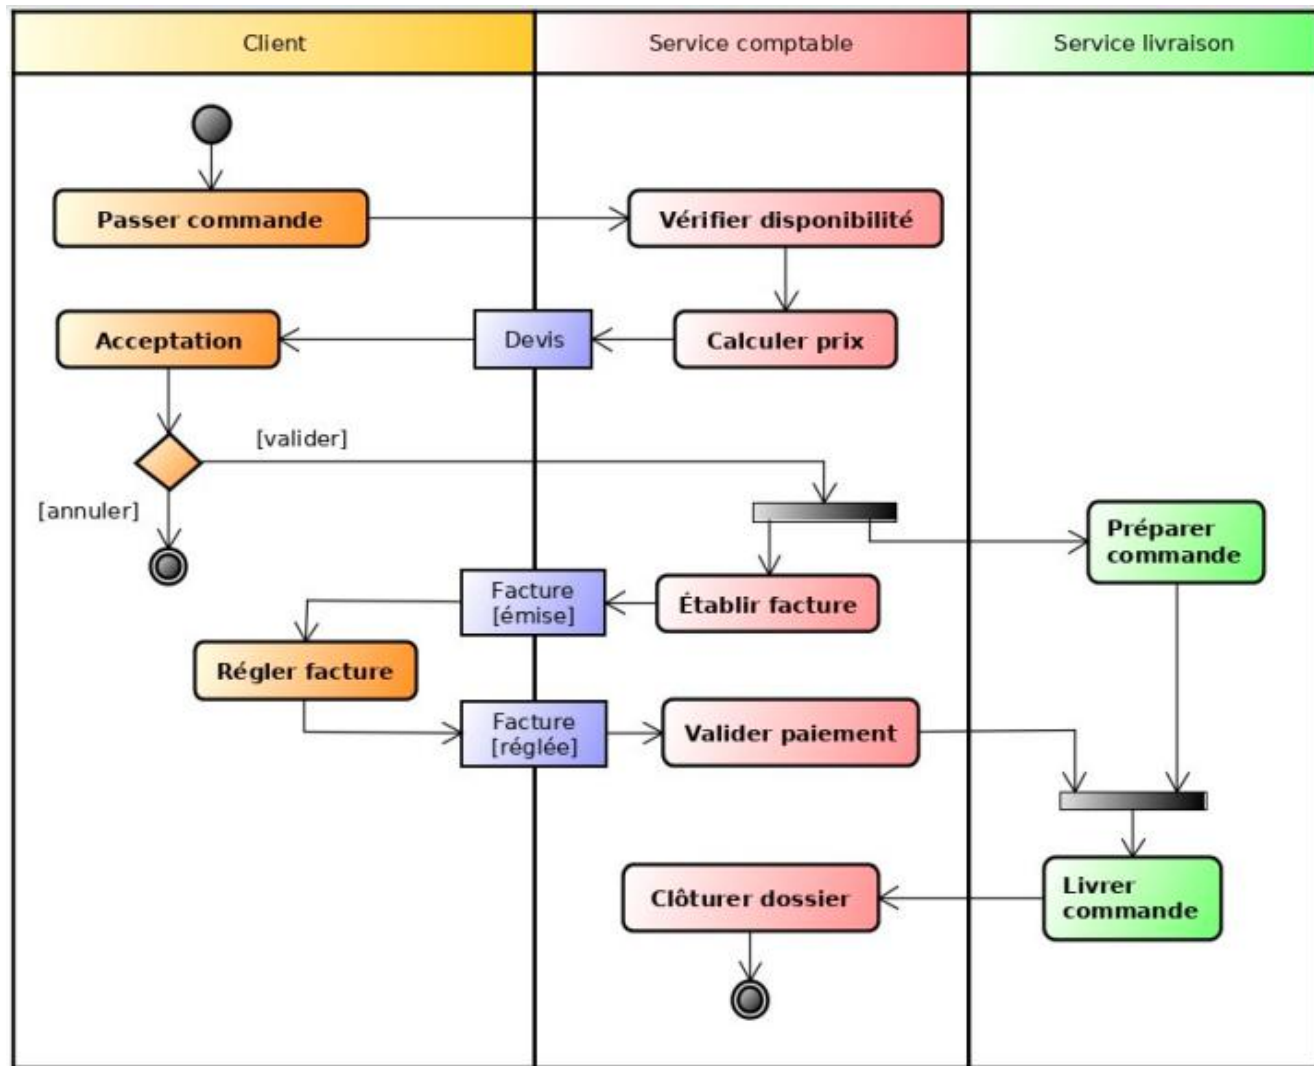 Client
Service comptable
Service livraison
Passer commande
Vérifier disponibilité
Acceptation
Devis
Calculer prix
[valider]
[annuler]
Préparer
commande
Facture
[émise]
Établir facture
Régler facture
Facture
[réglée]
Valider paiement
Clôturer dossier
Livrer
commande